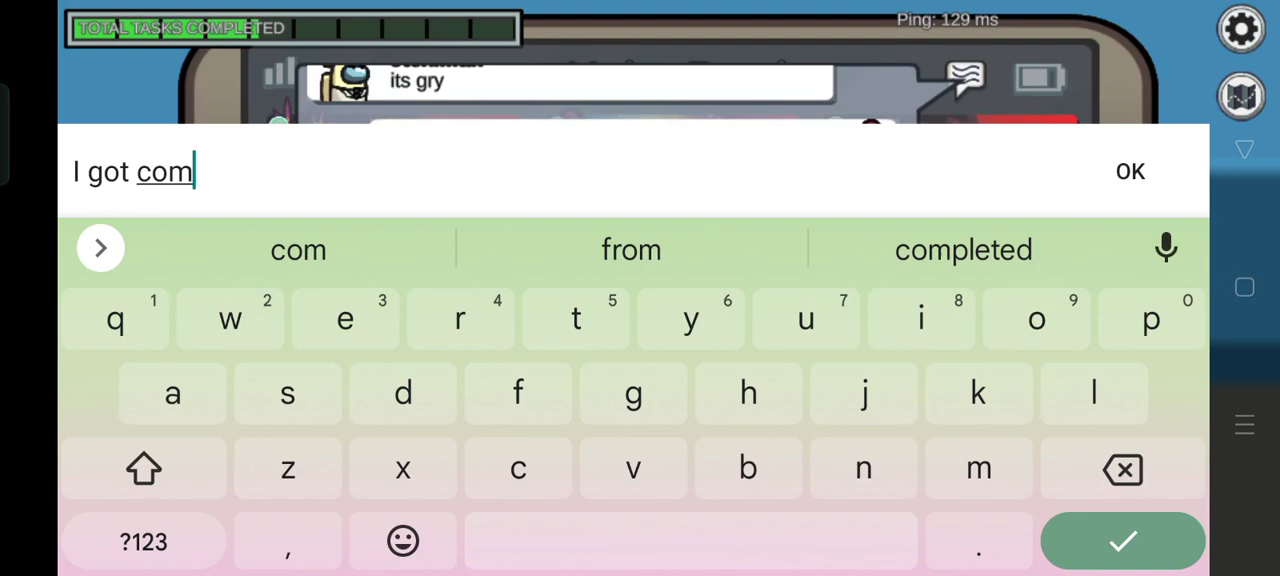 TOTAL TASKS COMPLETED
Ping: 129 ms
its gry
I got com
OK
com from completed
q 1 w 2 e 3 r 4 t 5 y 6 u 7 i 8 o 9 p 0
a s d f g h j k l
z x c v b n m
?123 , .